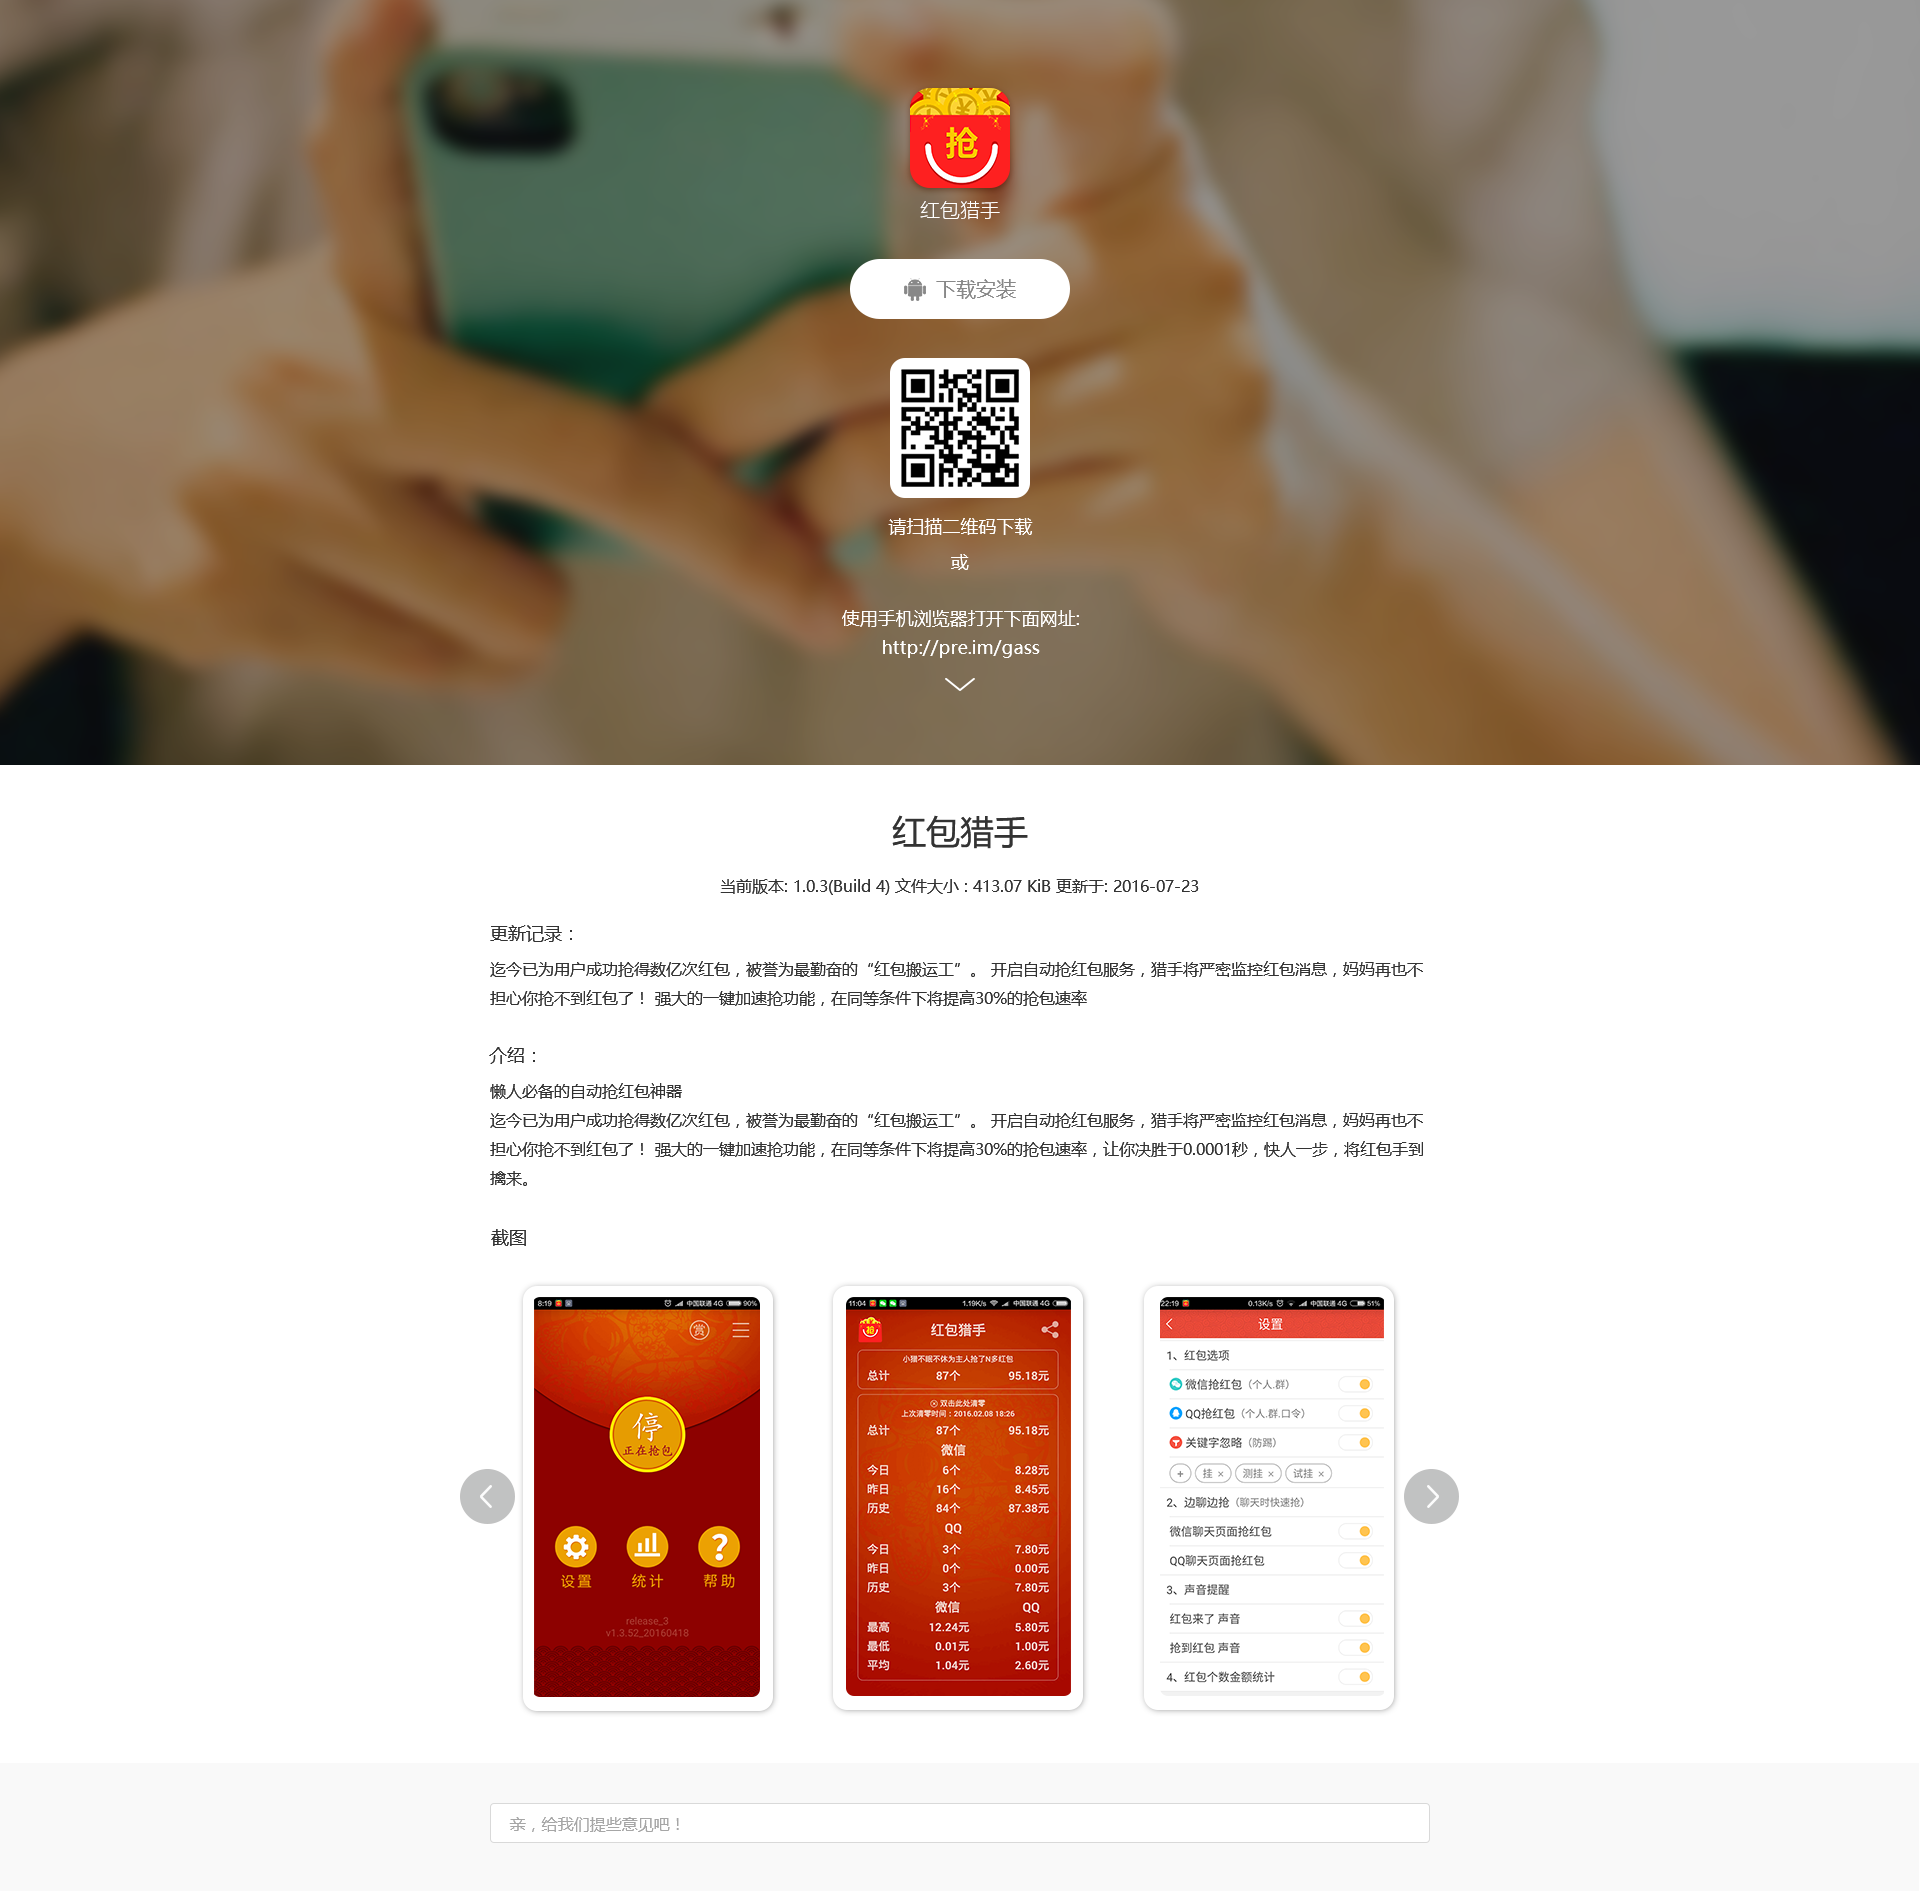 抢
红包猎手
下载安装
请扫描二维码下载
或
使用手机浏览器打开下面网址:
http://pre.im/gass
红包猎手
当前版本: 1.0.3(Build 4) 文件大小 : 413.07 KiB 更新于: 2016-07-23
更新记录：
迄今已为用户成功抢得数亿次红包，被誉为最勤奋的“红包搬运工”。 开启自动抢红包服务，猎手将严密监控红包消息，妈妈再也不
担心你抢不到红包了！ 强大的一键加速抢功能，在同等条件下将提高30%的抢包速率
介绍：
懒人必备的自动抢红包神器
迄今已为用户成功抢得数亿次红包，被誉为最勤奋的“红包搬运工”。 开启自动抢红包服务，猎手将严密监控红包消息，妈妈再也不
担心你抢不到红包了！ 强大的一键加速抢功能，在同等条件下将提高30%的抢包速率，让你决胜于0.0001秒，快人一步，将红包手到
擒来。
截图
8:19 中国联通 4G 90%
赏
停
正在抢包
设置 统计 帮助
release_3
v1.3.52_20160418
11:04 1.19K/s 中国联通 4G
抢 红包猎手
小猎不眠不休为主人抢了N多红包
总计 87个 95.18元
双击此处清零
上次清零时间：2016.02.08 18:26
总计 87个 95.18元
微信
今日 6个 8.28元
昨日 16个 8.45元
历史 84个 87.38元
QQ
今日 3个 7.80元
昨日 0个 0.00元
历史 3个 7.80元
微信 QQ
最高 12.24元 5.80元
最低 0.01元 1.00元
平均 1.04元 2.60元
22:19 0.13K/s 中国联通 4G 51%
设置
1、红包选项
微信抢红包（个人.群）
QQ抢红包（个人.群.口令）
关键字忽略（防踢）
+ 挂 × 测挂 × 试挂 ×
2、边聊边抢（聊天时快速抢）
微信聊天页面抢红包
QQ聊天页面抢红包
3、声音提醒
红包来了 声音
抢到红包 声音
4、红包个数金额统计
亲，给我们提些意见吧！